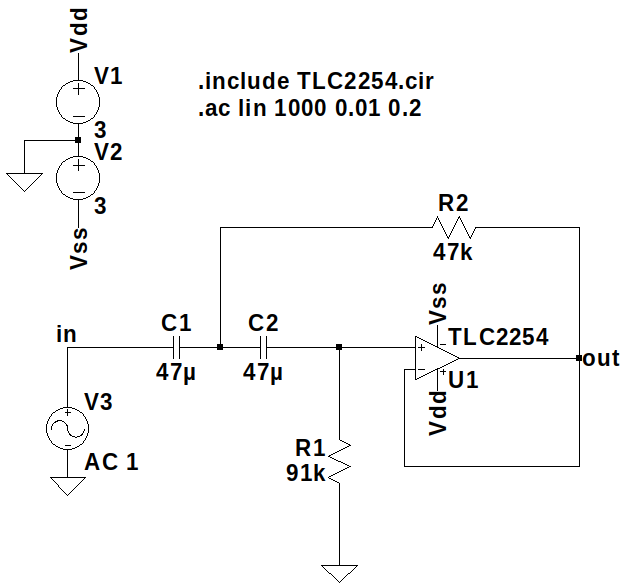 Vdd
V1
3
.include TLC2254.cir
.ac lin 1000 0.01 0.2
V2
3
Vss
R2
47k
in
C1
47µ
C2
47µ
Vss
+
−
TLC2254
out
−
+
U1
Vdd
V3
AC 1
R1
91k